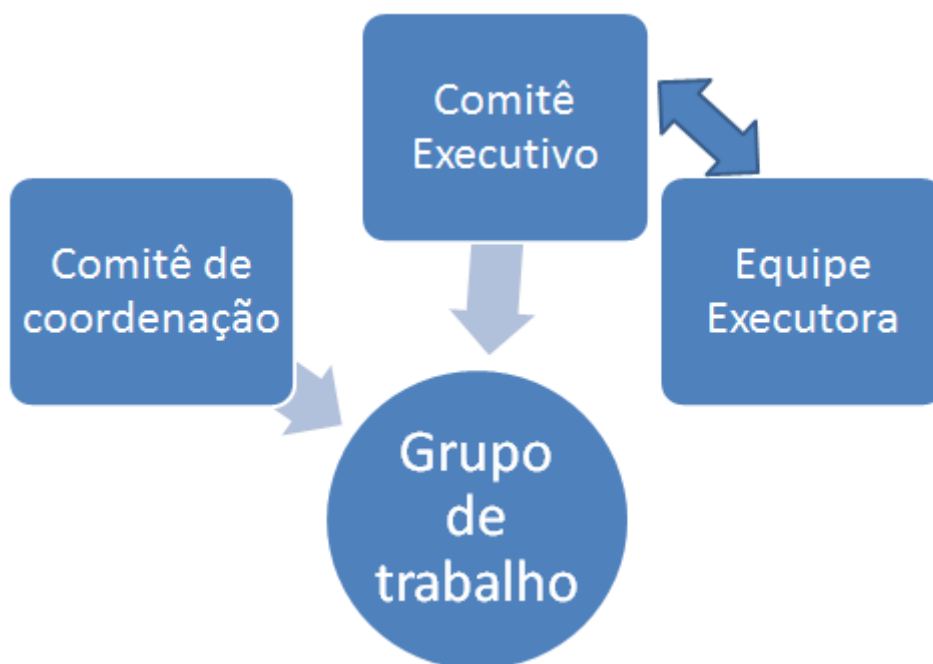 Comitê
Executivo
Comitê de
coordenação
Equipe
Executora
Grupo
de
trabalho